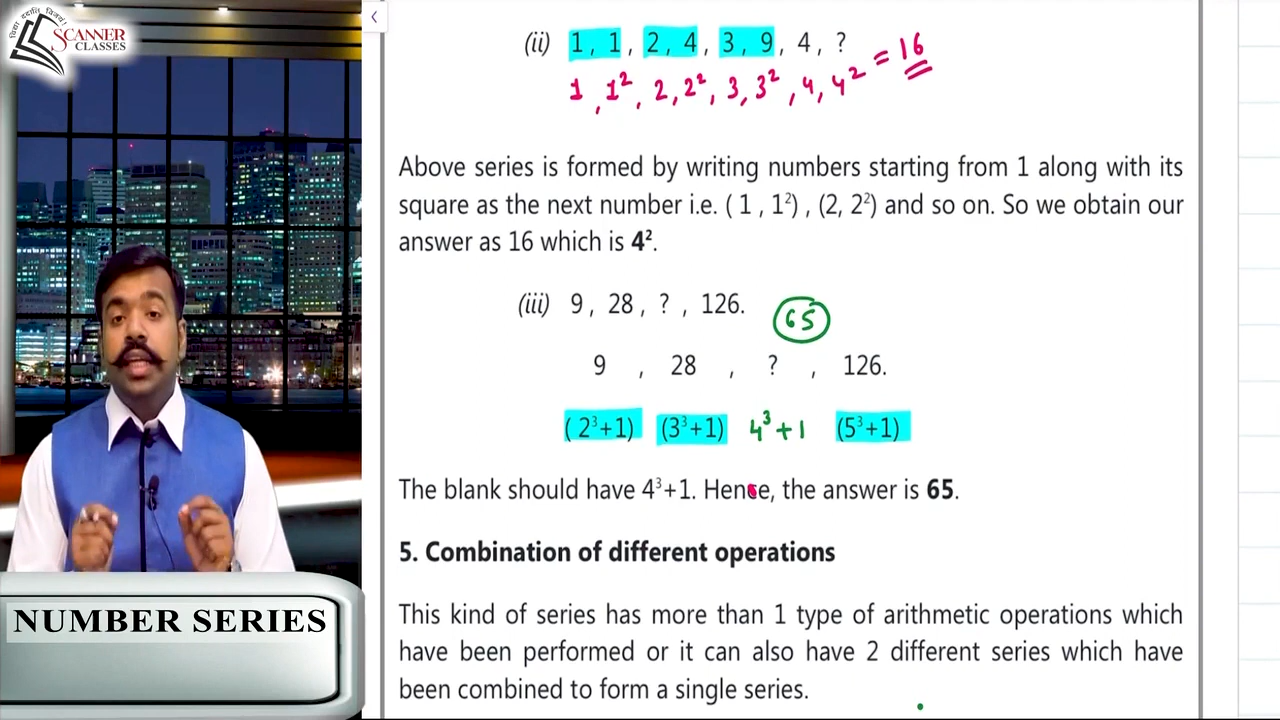 विद्या ददाति विनयं।
SCANNER
CLASSES
(ii) 1, 1, 2, 4, 3, 9, 4, ?
1, 1², 2, 2², 3, 3², 4, 4² = 16
Above series is formed by writing numbers starting from 1 along with its
square as the next number i.e. ( 1 , 1²) , (2, 2²) and so on. So we obtain our
answer as 16 which is 4².
(iii) 9, 28, ?, 126.
65
9 , 28 , ? , 126.
( 2³+1) (3³+1) 4³+1 (5³+1)
The blank should have 4³+1. Hence, the answer is 65.
5. Combination of different operations
This kind of series has more than 1 type of arithmetic operations which
have been performed or it can also have 2 different series which have
been combined to form a single series.
NUMBER SERIES